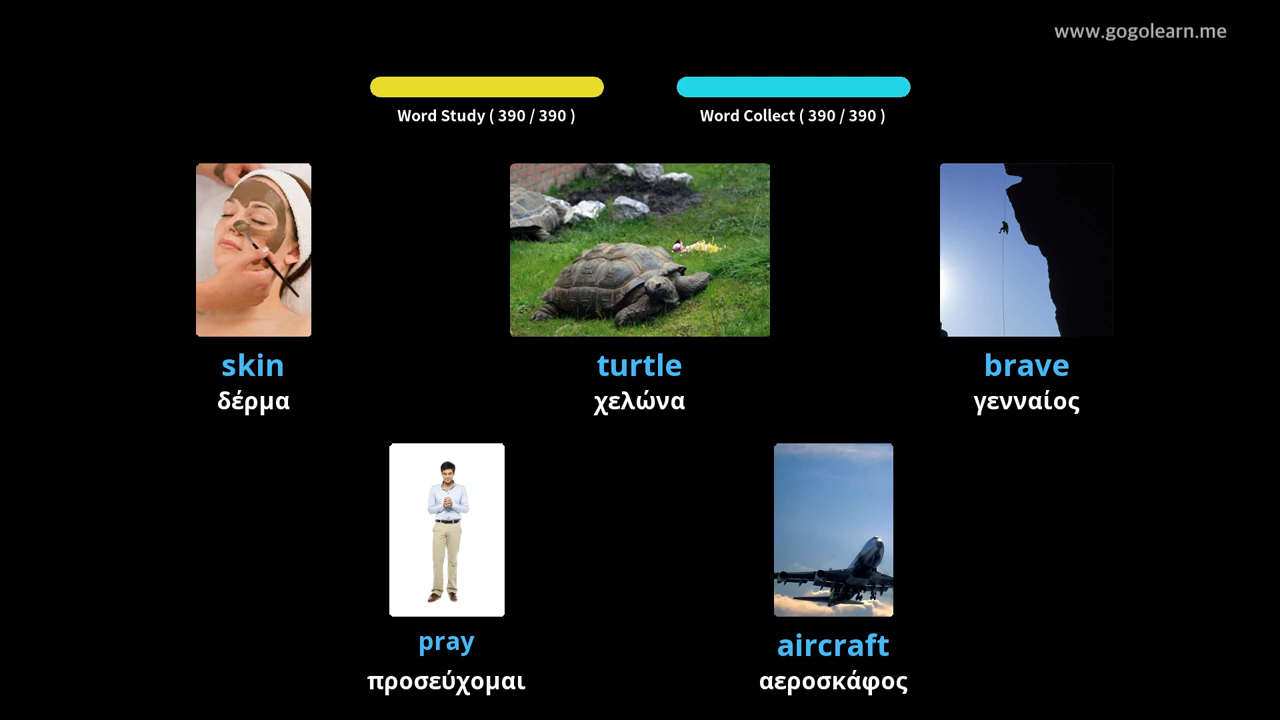 www.gogolearn.me
Word Study ( 390 / 390 )
Word Collect ( 390 / 390 )
skin
δέρμα
turtle
χελώνα
brave
γενναίος
pray
προσεύχομαι
aircraft
αεροσκάφος